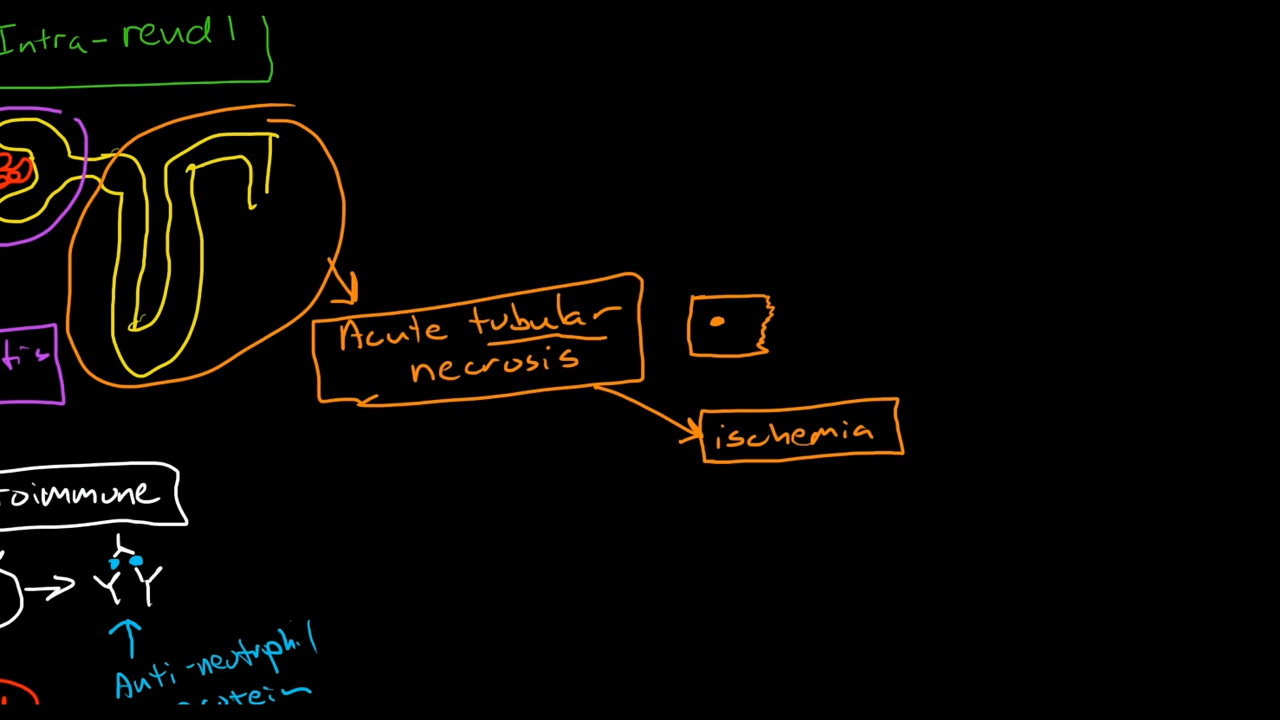 Intra-renal
Acute tubular
necrosis
ischemia
Anti-neutrophil